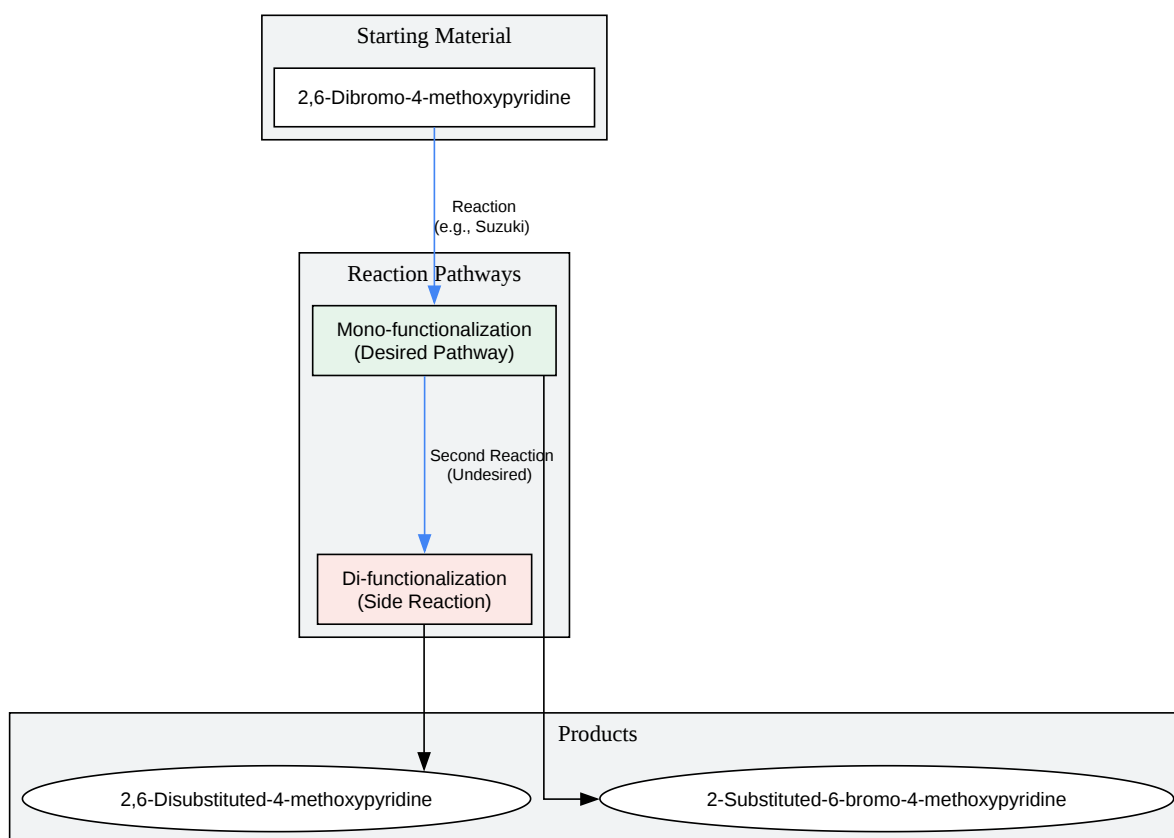 Starting Material
2,6-Dibromo-4-methoxypyridine
Reaction
(e.g., Suzuki)
Reaction Pathways
Mono-functionalization
(Desired Pathway)
Second Reaction
(Undesired)
Di-functionalization
(Side Reaction)
Products
2,6-Disubstituted-4-methoxypyridine
2-Substituted-6-bromo-4-methoxypyridine